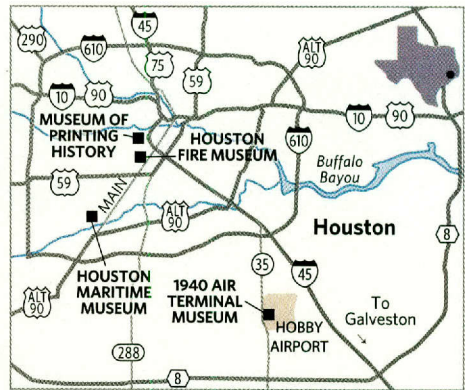 45
ALT
90
290
610
75
59
10
90
10
90
MUSEUM OF
PRINTING
HISTORY
HOUSTON
FIRE MUSEUM
610
Buffalo
Bayou
59
MAIN
ALT
90
Houston
8
HOUSTON
MARITIME
MUSEUM
1940 AIR
TERMINAL
MUSEUM
35
45
HOBBY
AIRPORT
To
Galveston
ALT
90
288
8